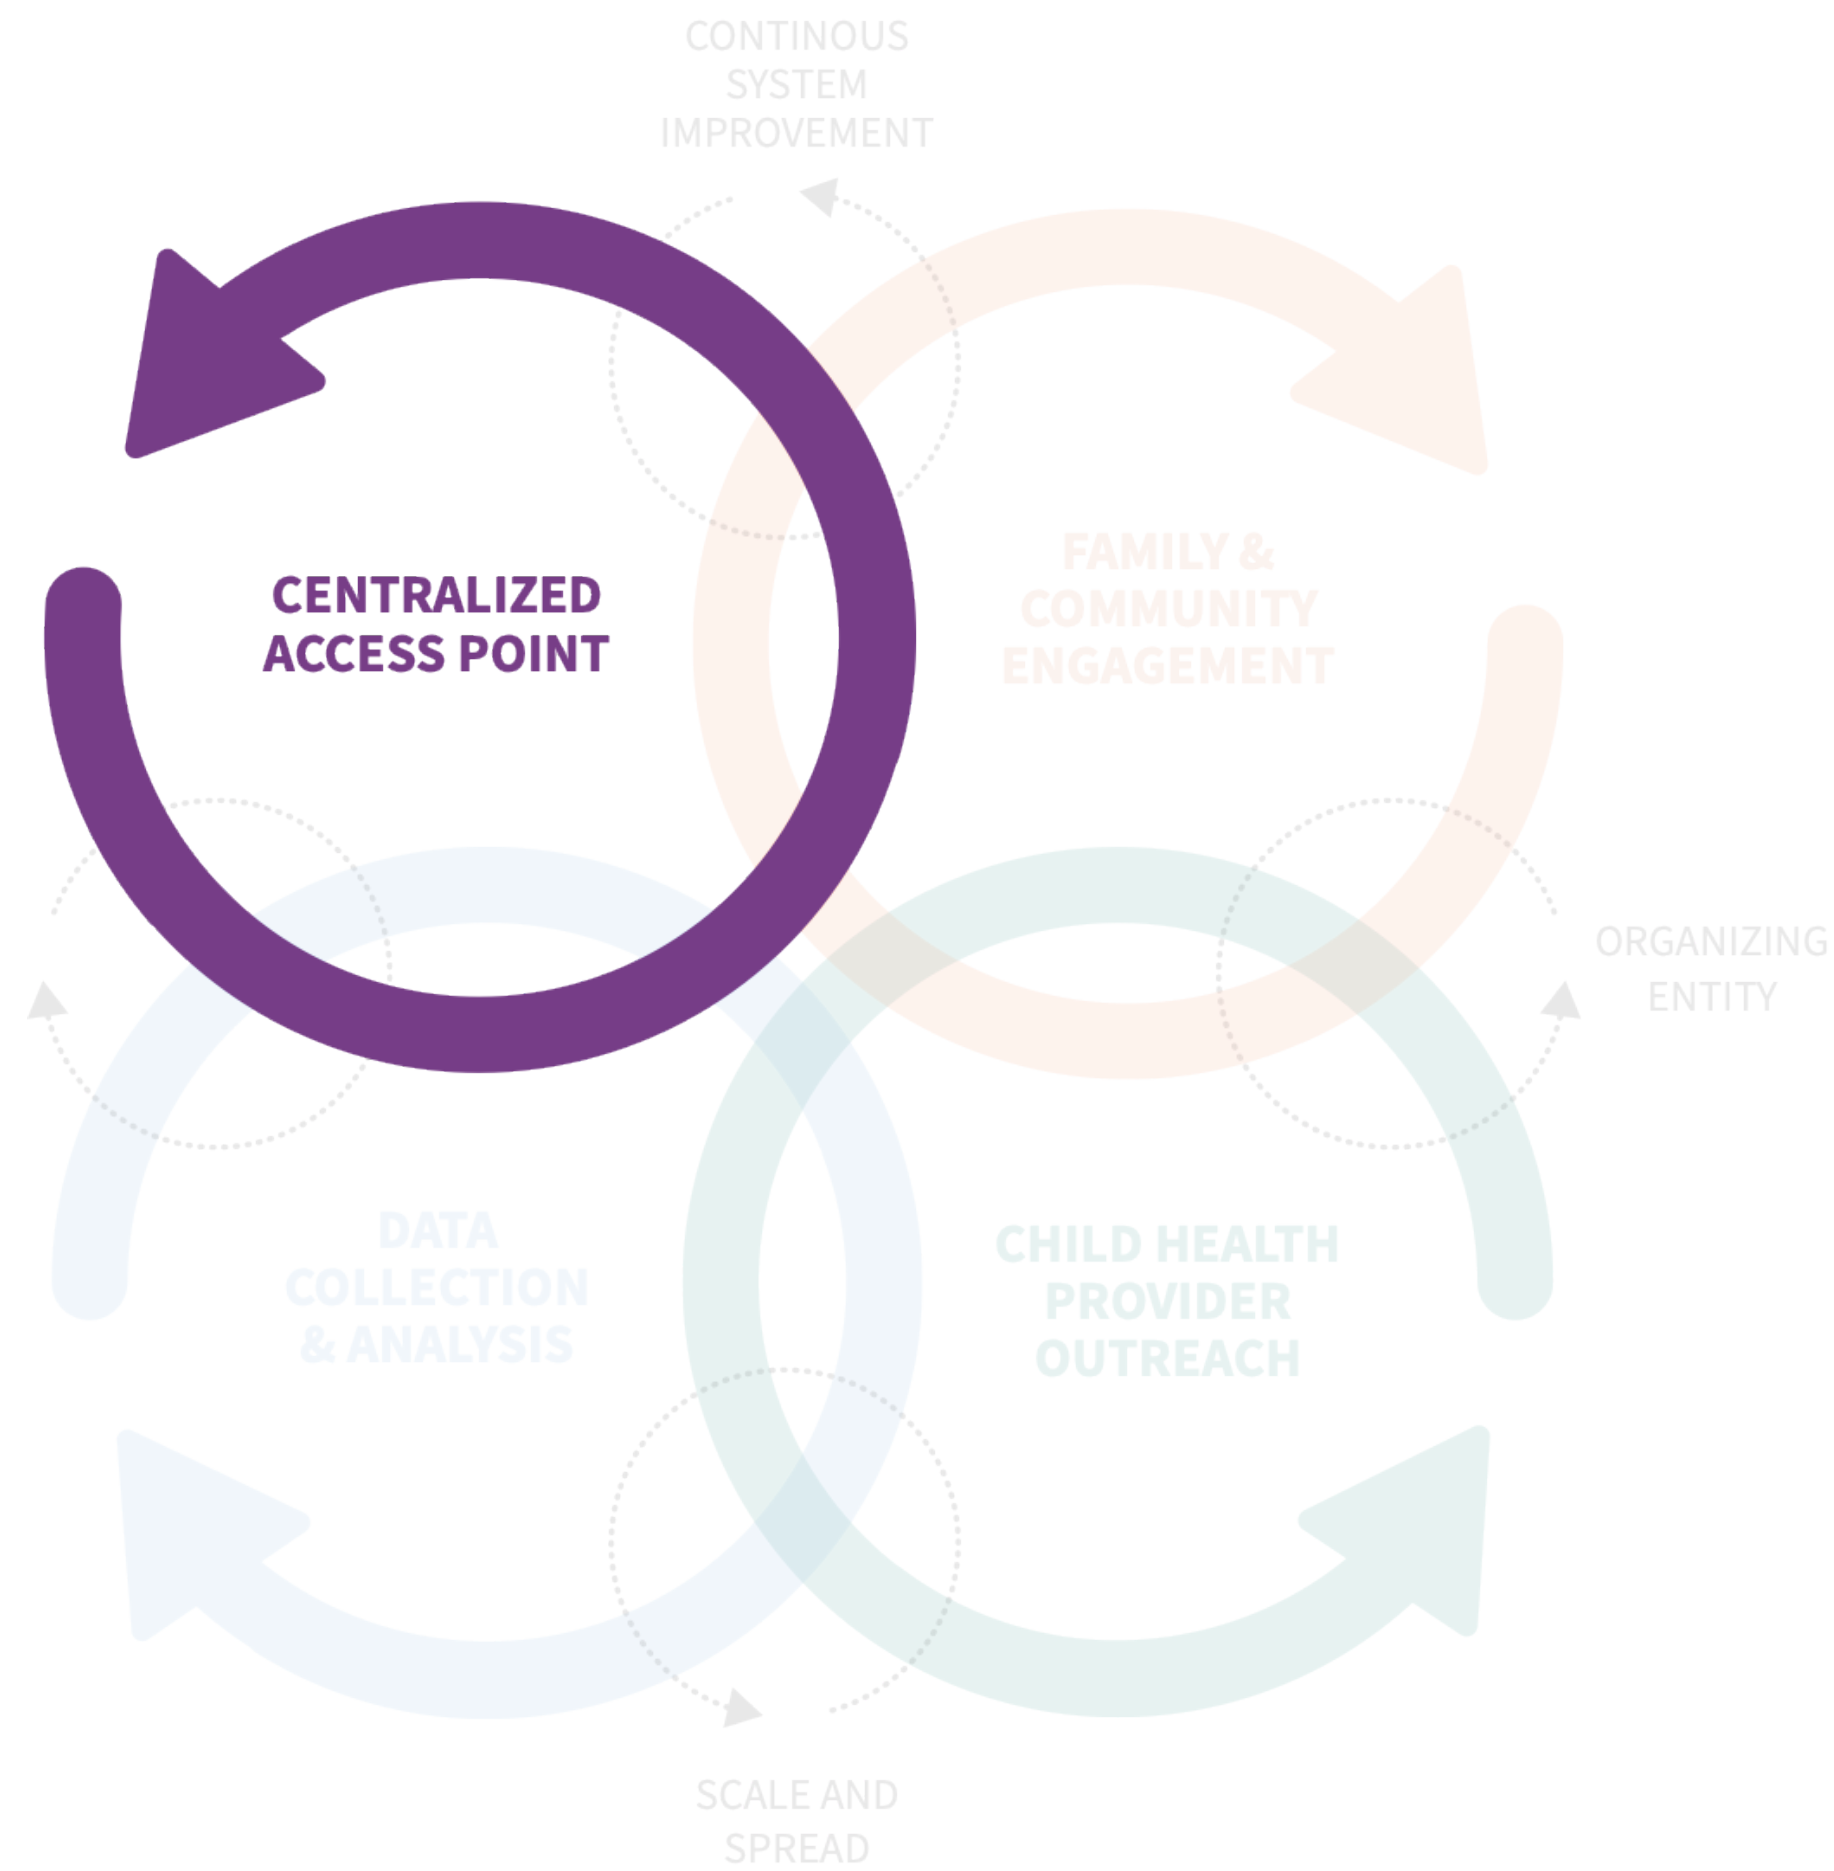 CONTINOUS
SYSTEM
IMPROVEMENT
CENTRALIZED
ACCESS POINT
FAMILY &
COMMUNITY
ENGAGEMENT
ORGANIZING
ENTITY
DATA
COLLECTION
& ANALYSIS
CHILD HEALTH
PROVIDER
OUTREACH
SCALE AND
SPREAD